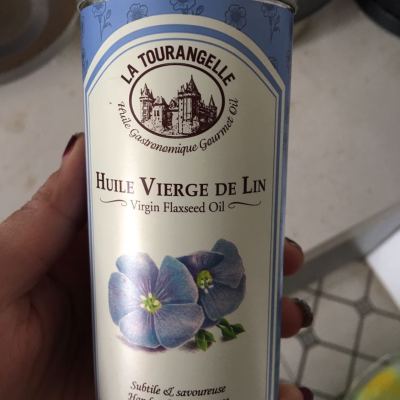 LA TOURANGELLE
Huile Gastronomique Gourmet Oil
HUILE VIERGE DE LIN
Virgin Flaxseed Oil
Subtile & savoureuse